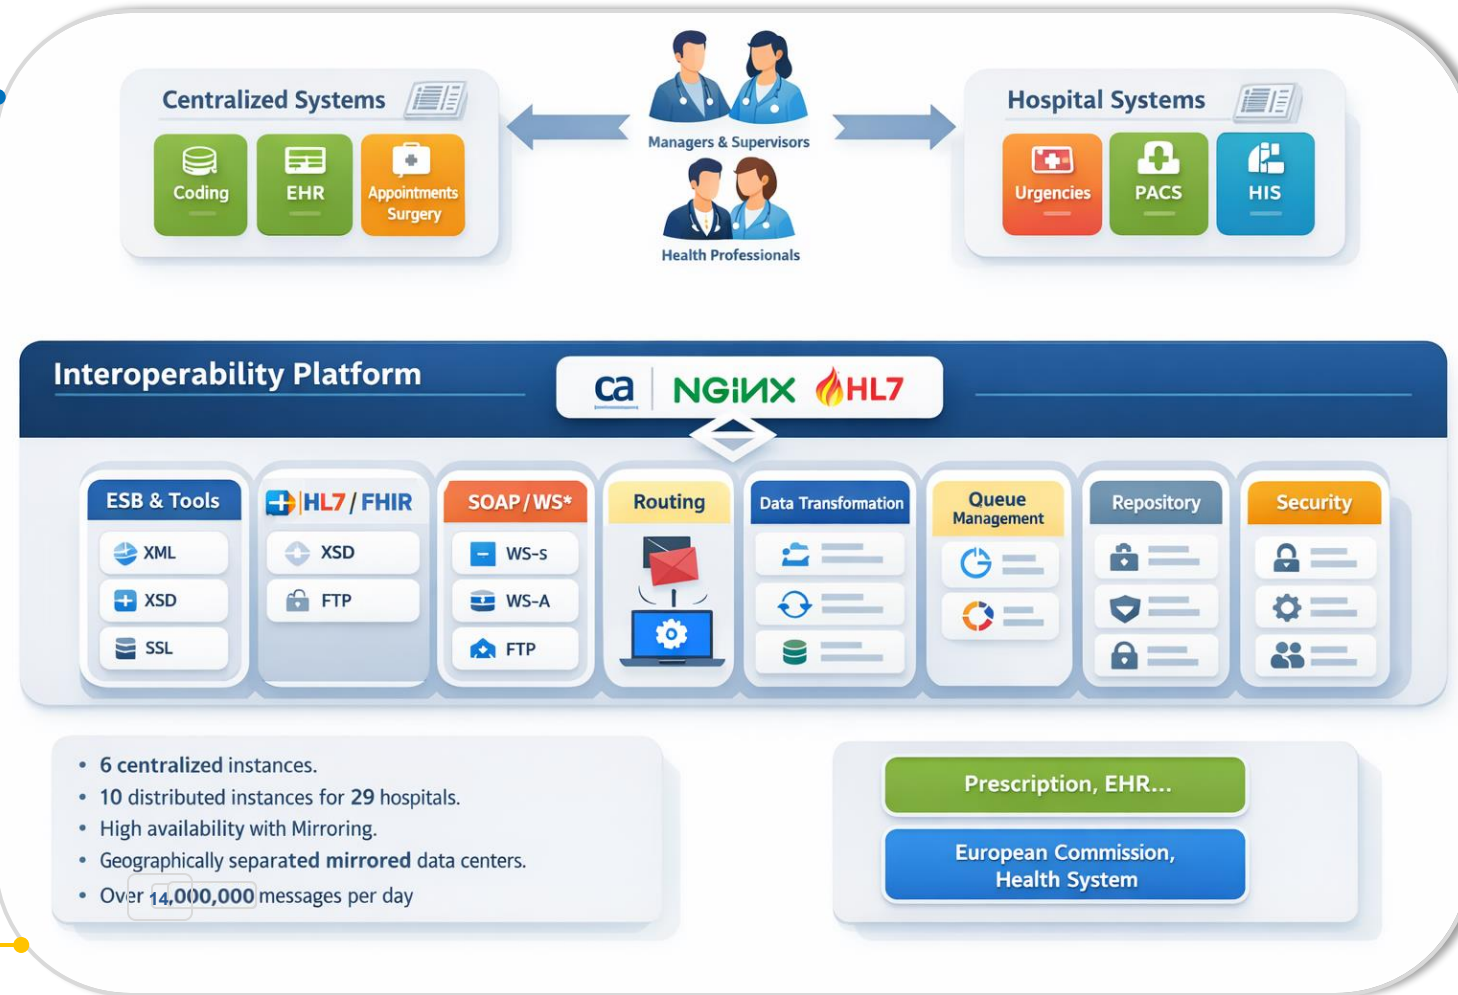 Centralized Systems
Coding
EHR
Appointments
Surgery
Managers & Supervisors
Health Professionals
Hospital Systems
Urgencies
PACS
HIS
Interoperability Platform
ca
NGiNX
HL7
ESB & Tools
XML
XSD
SSL
HL7 / FHIR
XSD
FTP
SOAP / WS*
WS-s
WS-A
FTP
Routing
Data Transformation
Queue
Management
Repository
Security
• 6 centralized instances.
• 10 distributed instances for 29 hospitals.
• High availability with Mirroring.
• Geographically separated mirrored data centers.
• Over 14,000,000 messages per day
Prescription, EHR...
European Commission,
Health System